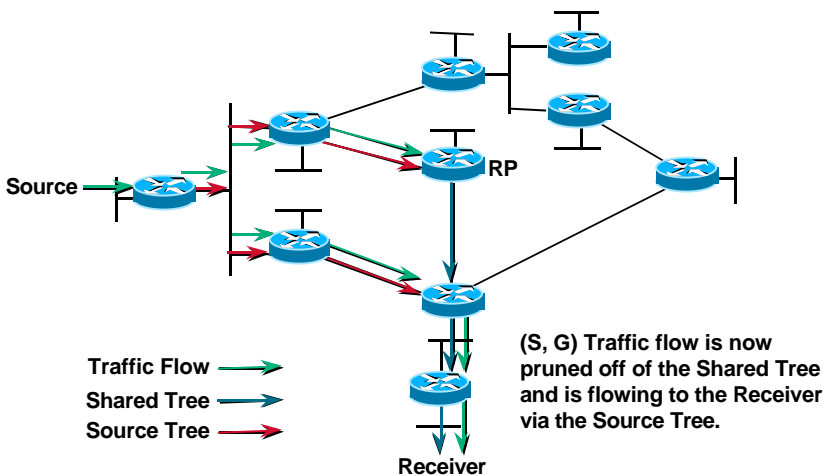 RP
Source
(S, G) Traffic flow is now
pruned off of the Shared Tree
and is flowing to the Receiver
via the Source Tree.
Traffic Flow
Shared Tree
Source Tree
Receiver